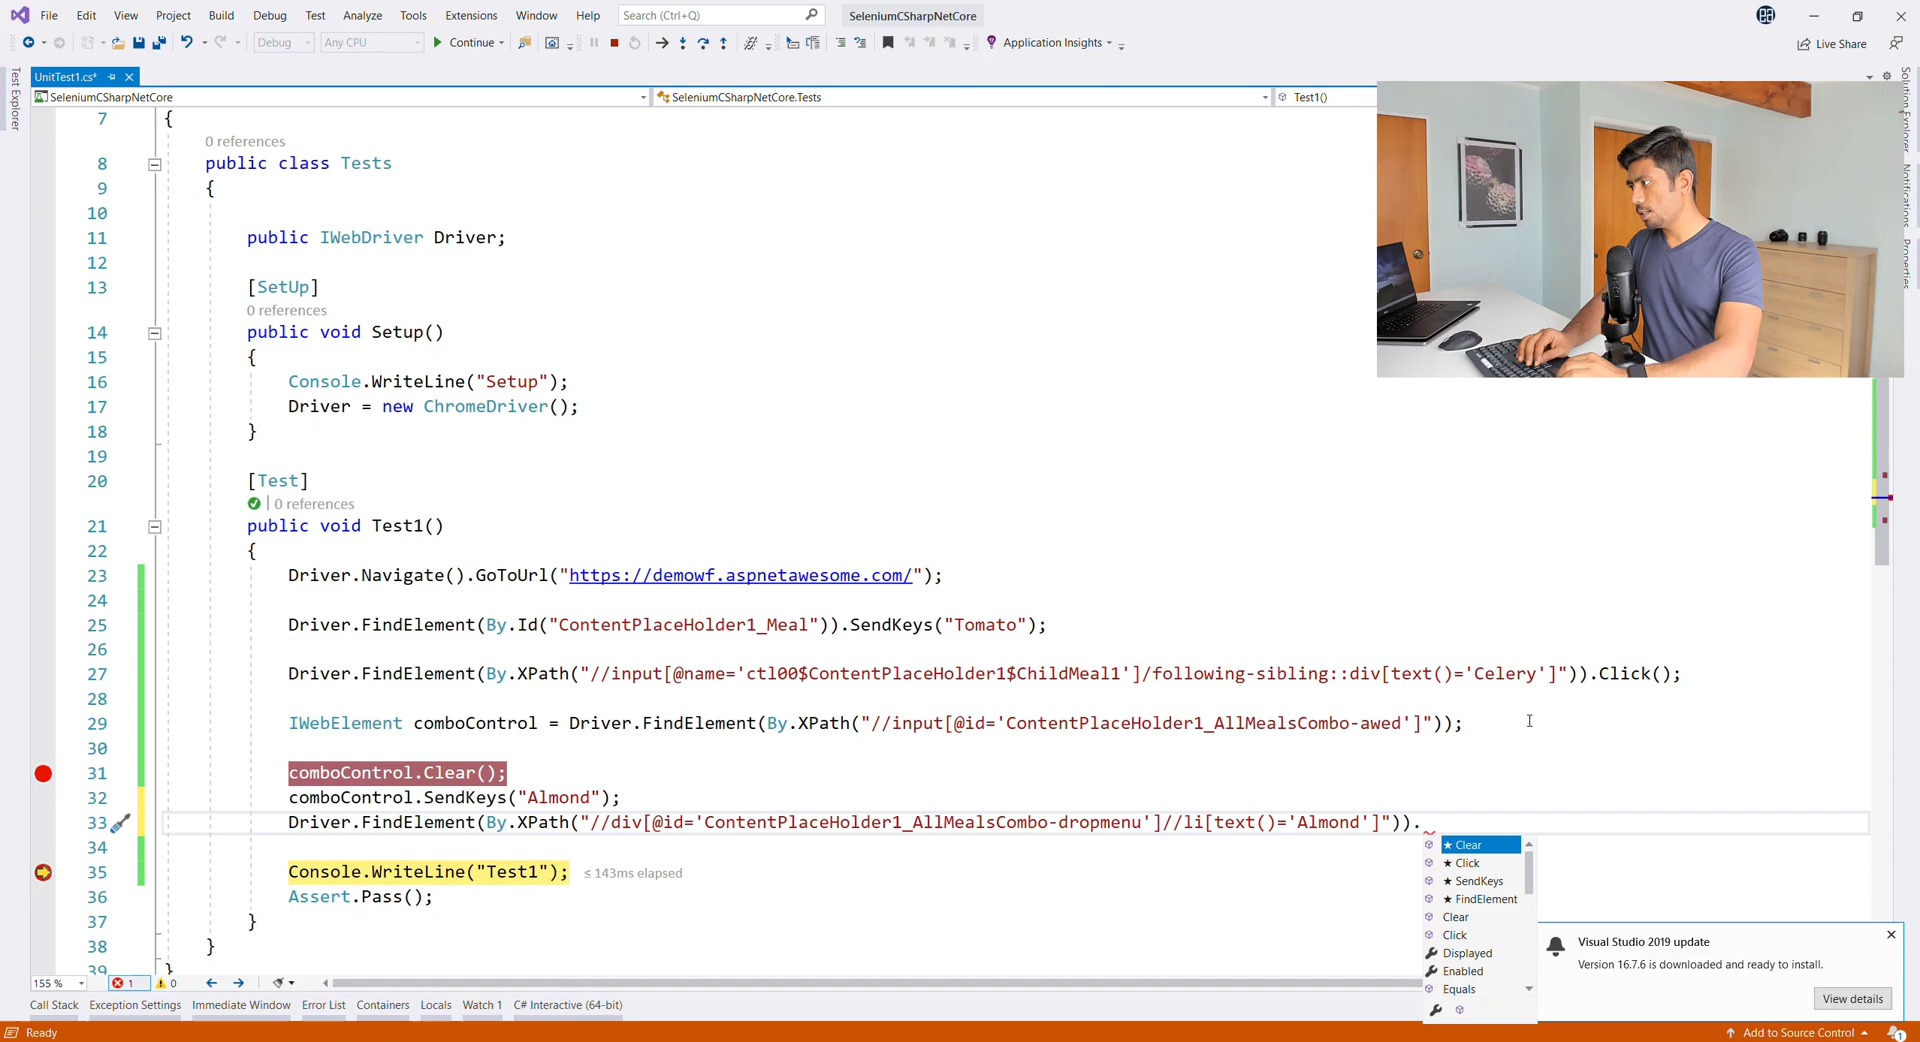 File Edit View Project Build Debug Test Analyze Tools Extensions Window Help Search (Ctrl+Q) SeleniumCSharpNetCore
Debug Any CPU Continue Application Insights Live Share
UnitTest1.cs*
SeleniumCSharpNetCore SeleniumCSharpNetCore.Tests Test1()
Test Explorer
Solution Explorer
Notifications
Properties
7 {
0 references
8 public class Tests
9 {
10
11 public IWebDriver Driver;
12
13 [SetUp]
0 references
14 public void Setup()
15 {
16 Console.WriteLine("Setup");
17 Driver = new ChromeDriver();
18 }
19
20 [Test]
0 references
21 public void Test1()
22 {
23 Driver.Navigate().GoToUrl("https://demowf.aspnetawesome.com/");
24
25 Driver.FindElement(By.Id("ContentPlaceHolder1_Meal")).SendKeys("Tomato");
26
27 Driver.FindElement(By.XPath("//input[@name='ctl00$ContentPlaceHolder1$ChildMeal1']/following-sibling::div[text()='Celery']")).Click();
28
29 IWebElement comboControl = Driver.FindElement(By.XPath("//input[@id='ContentPlaceHolder1_AllMealsCombo-awed']"));
30
31 comboControl.Clear();
32 comboControl.SendKeys("Almond");
33 Driver.FindElement(By.XPath("//div[@id='ContentPlaceHolder1_AllMealsCombo-dropmenu']//li[text()='Almond']")).
34
35 Console.WriteLine("Test1"); ≤ 143ms elapsed
36 Assert.Pass();
37 }
38 }
39 }
★ Clear
★ Click
★ SendKeys
★ FindElement
Clear
Click
Displayed
Enabled
Equals
Visual Studio 2019 update
Version 16.7.6 is downloaded and ready to install.
View details
155 % 1 0
Call Stack Exception Settings Immediate Window Error List Containers Locals Watch 1 C# Interactive (64-bit)
Ready Add to Source Control 1